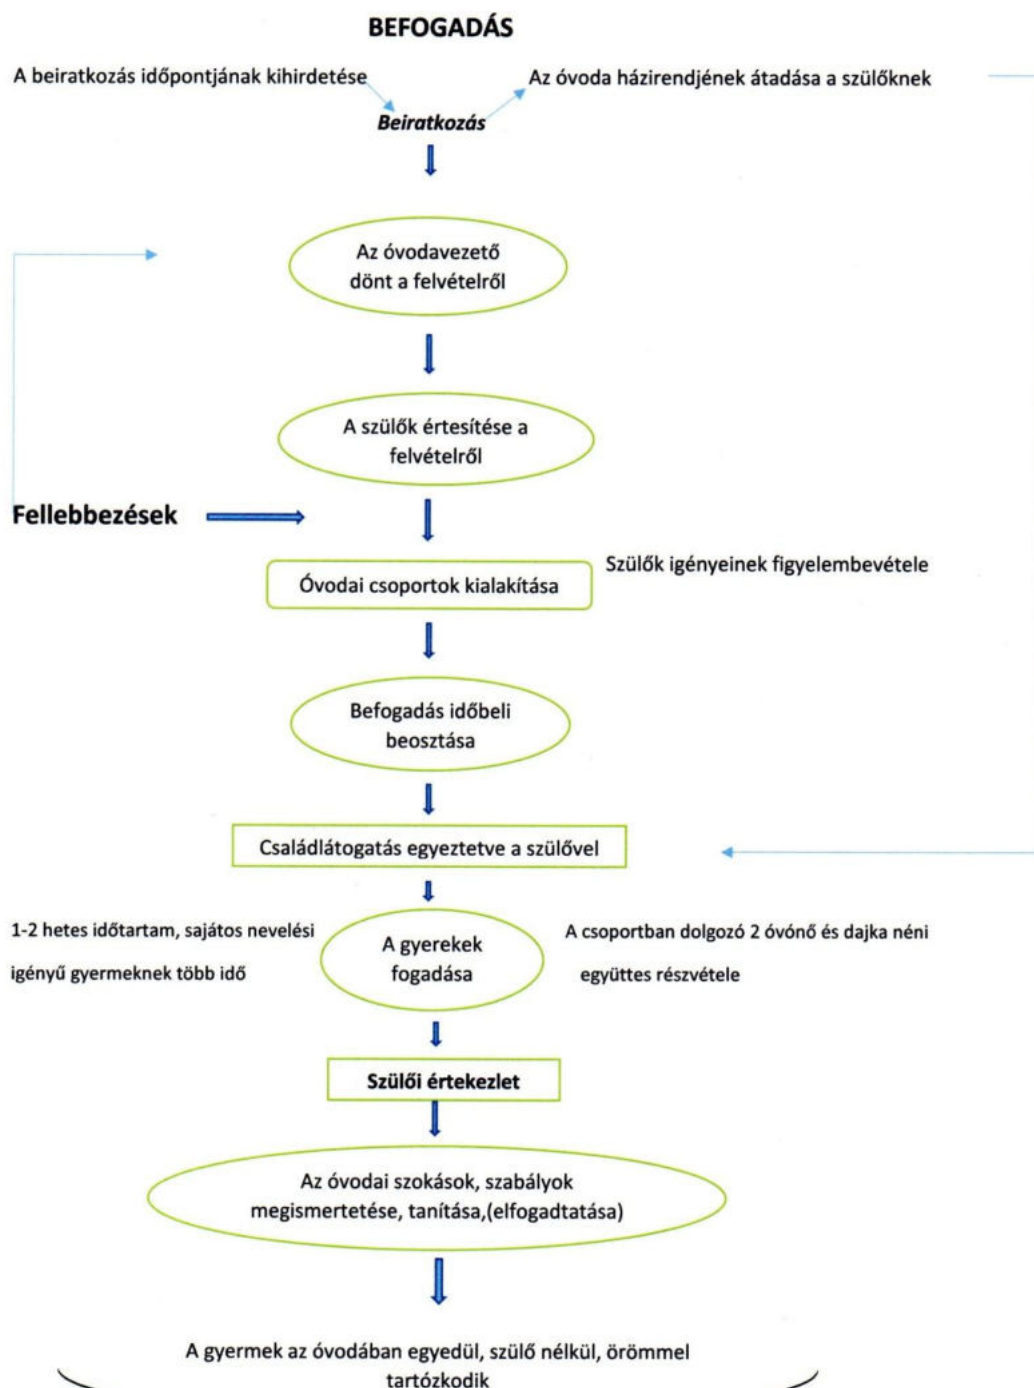 BEFOGADÁS
A beiratkozás időpontjának kihirdetése
Az óvoda házirendjének átadása a szülőknek
Beiratkozás
Az óvodavezető
dönt a felvételről
A szülők értesítése a
felvételről
Fellebbezések
Szülők igényeinek figyelembevétele
Óvodai csoportok kialakítása
Befogadás időbeli
beosztása
Családlátogatás egyeztetve a szülővel
1-2 hetes időtartam, sajátos nevelési
igényű gyermeknek több idő
A gyerekek
fogadása
A csoportban dolgozó 2 óvónő és dajka néni
együttes részvétele
Szülői értekezlet
Az óvodai szokások, szabályok
megismertetése, tanítása,(elfogadtatása)
A gyermek az óvodában egyedül, szülő nélkül, örömmel
tartózkodik